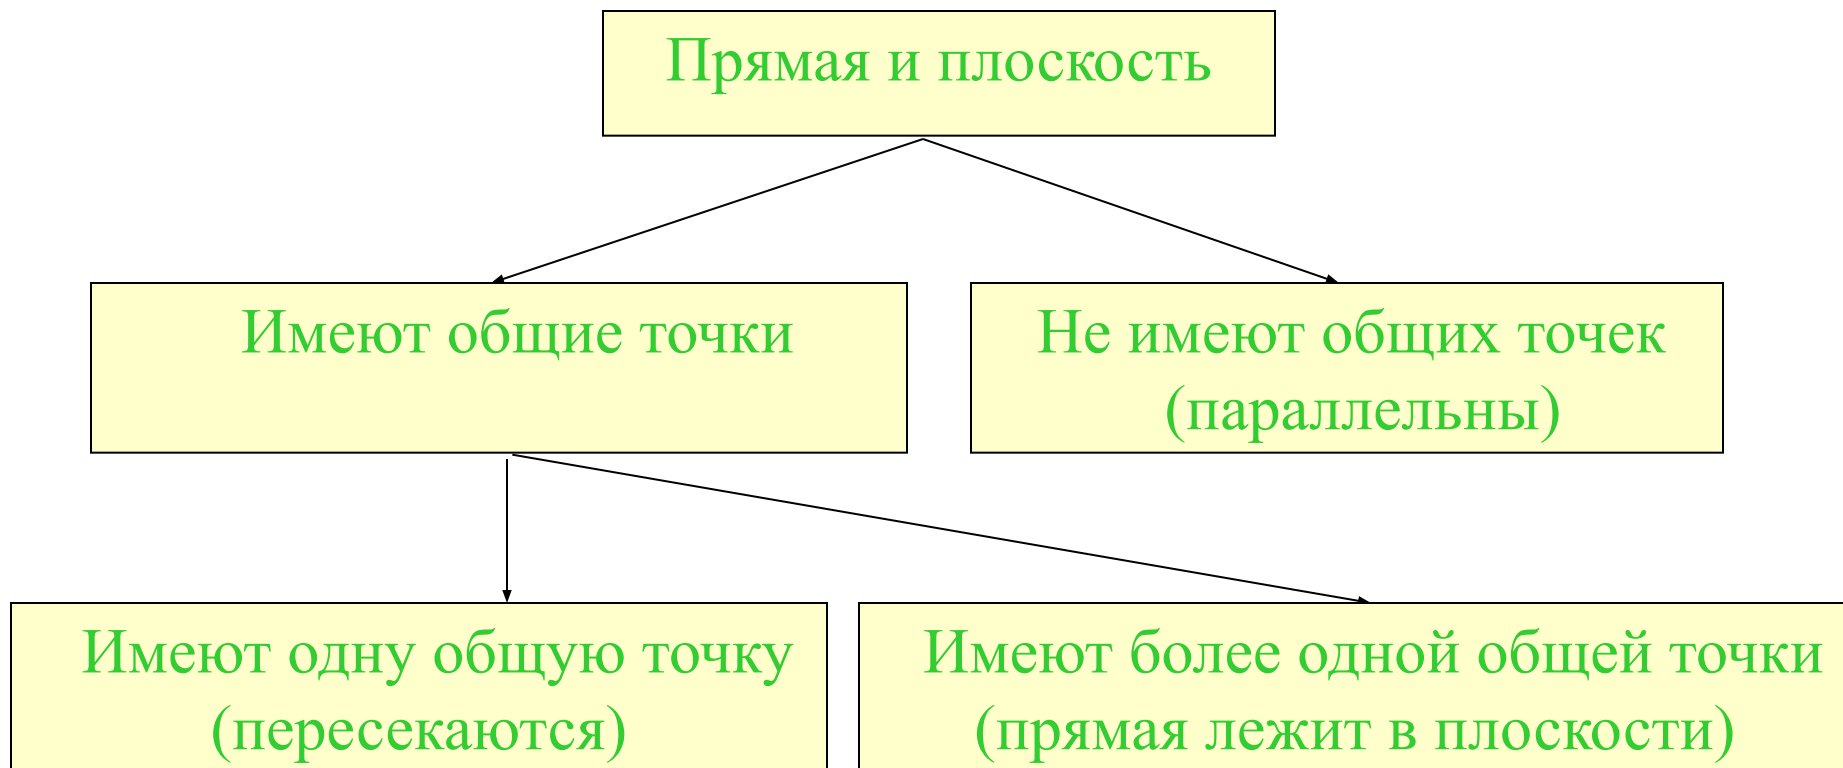 Прямая и плоскость
Имеют общие точки
Не имеют общих точек
(параллельны)
Имеют одну общую точку
(пересекаются)
Имеют более одной общей точки
(прямая лежит в плоскости)